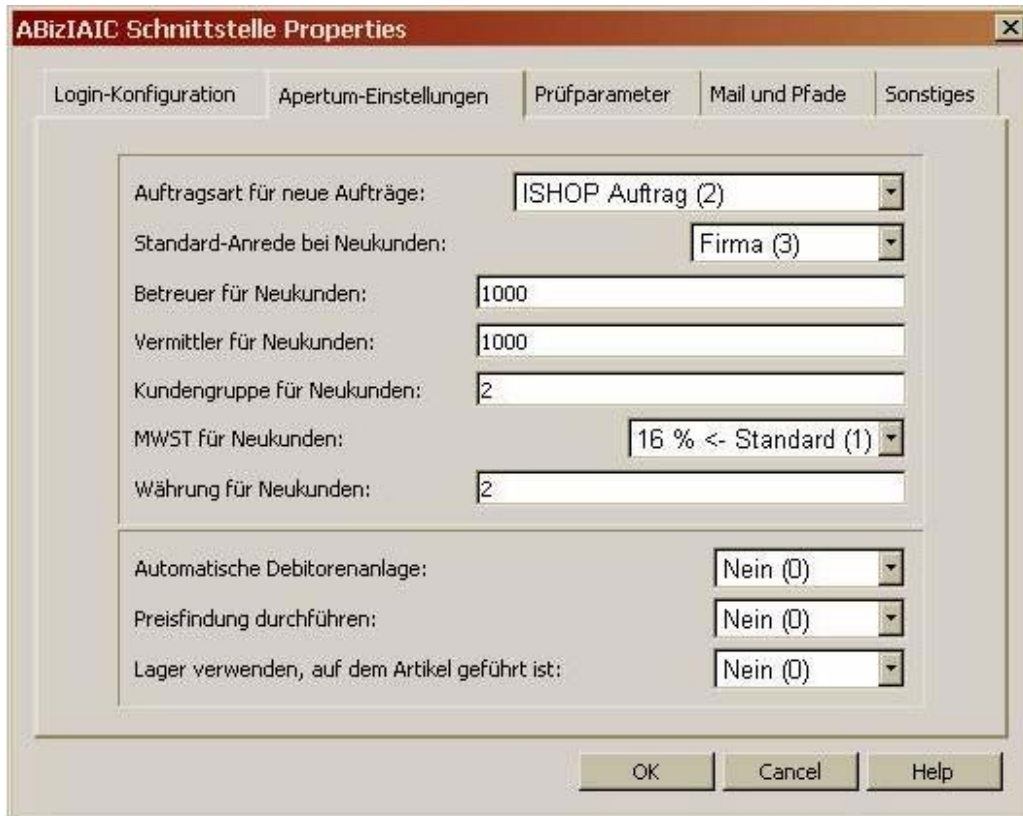 ABizIAIC Schnittstelle Properties
Login-Konfiguration Apertum-Einstellungen Prüfparameter Mail und Pfade Sonstiges
Auftragsart für neue Aufträge: ISHOP Auftrag (2)
Standard-Anrede bei Neukunden: Firma (3)
Betreuer für Neukunden: 1000
Vermittler für Neukunden: 1000
Kundengruppe für Neukunden: 2
MWST für Neukunden: 16 % <- Standard (1)
Währung für Neukunden: 2
Automatische Debitorenanlage: Nein (0)
Preisfindung durchführen: Nein (0)
Lager verwenden, auf dem Artikel geführt ist: Nein (0)
OK Cancel Help